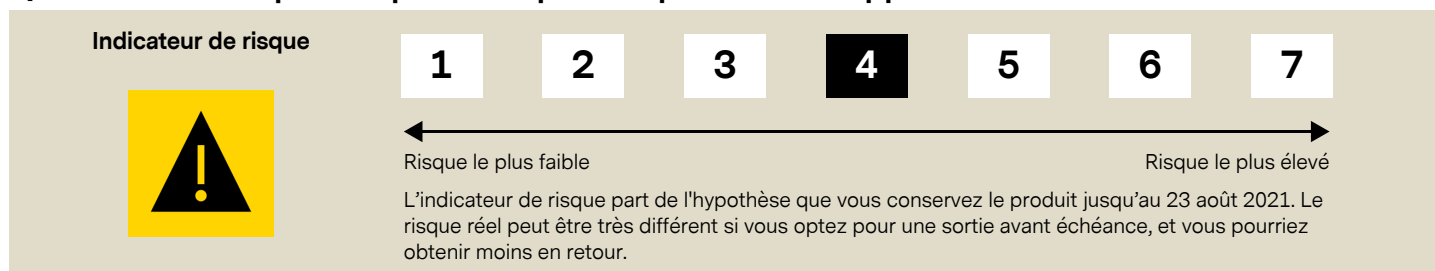 Indicateur de risque
1 2 3 4 5 6 7
Risque le plus faible Risque le plus élevé
L'indicateur de risque part de l'hypothèse que vous conservez le produit jusqu'au 23 août 2021. Le
risque réel peut être très différent si vous optez pour une sortie avant échéance, et vous pourriez
obtenir moins en retour.